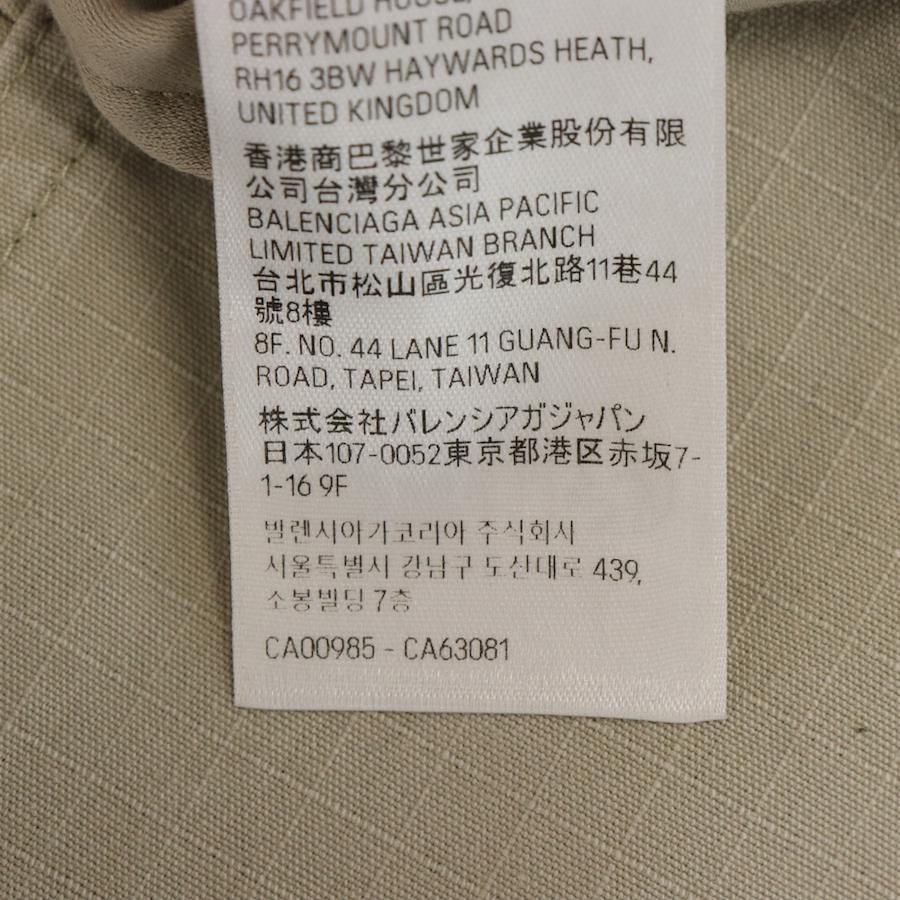 OAKFIELD HOUSE,
PERRYMOUNT ROAD
RH16 3BW HAYWARDS HEATH,
UNITED KINGDOM
香港商巴黎世家企業股份有限
公司台灣分公司
BALENCIAGA ASIA PACIFIC
LIMITED TAIWAN BRANCH
台北市松山區光復北路11巷44
號8樓
8F. NO. 44 LANE 11 GUANG-FU N.
ROAD, TAPEI, TAIWAN
株式会社バレンシアガジャパン
日本107-0052東京都港区赤坂7-
1-16 9F
발렌시아가코리아 주식회사
서울특별시 강남구 도산대로 439,
소봉빌딩 7층
CA00985 - CA63081